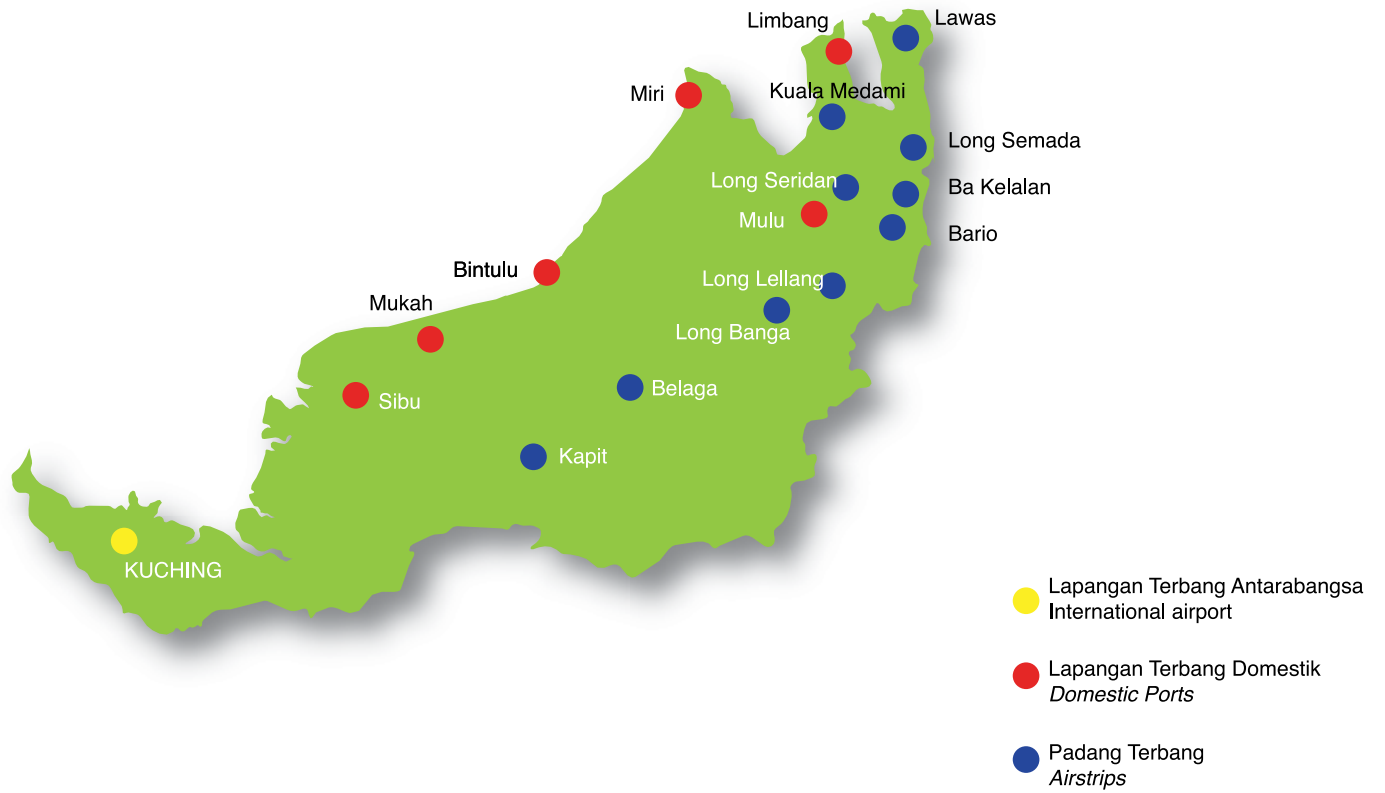 Limbang
Lawas
Miri
Kuala Medami
Long Semada
Long Seridan
Ba Kelalan
Mulu
Bario
Bintulu
Long Lellang
Mukah
Long Banga
Belaga
Sibu
Kapit
KUCHING
Lapangan Terbang Antarabangsa
International airport
Lapangan Terbang Domestik
Domestic Ports
Padang Terbang
Airstrips